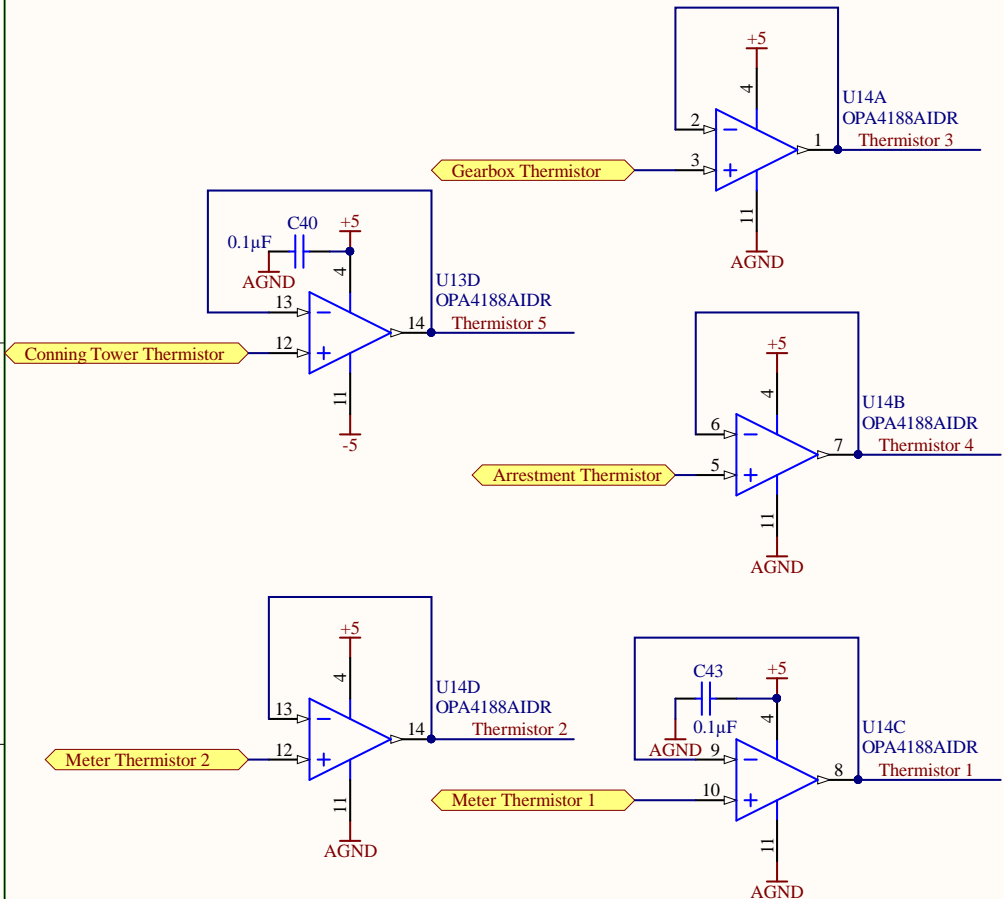 +5
4
U14A
OPA4188AIDR
2
1
Thermistor 3
3
Gearbox Thermistor
11
AGND
C40
0.1µF
+5
AGND
4
U13D
OPA4188AIDR
13
14
Thermistor 5
12
Conning Tower Thermistor
11
-5
+5
4
U14B
OPA4188AIDR
6
7
Thermistor 4
5
Arrestment Thermistor
11
AGND
+5
4
U14D
OPA4188AIDR
13
14
Thermistor 2
12
Meter Thermistor 2
11
AGND
C43
+5
0.1µF
4
AGND
U14C
OPA4188AIDR
9
8
Thermistor 1
10
Meter Thermistor 1
11
AGND